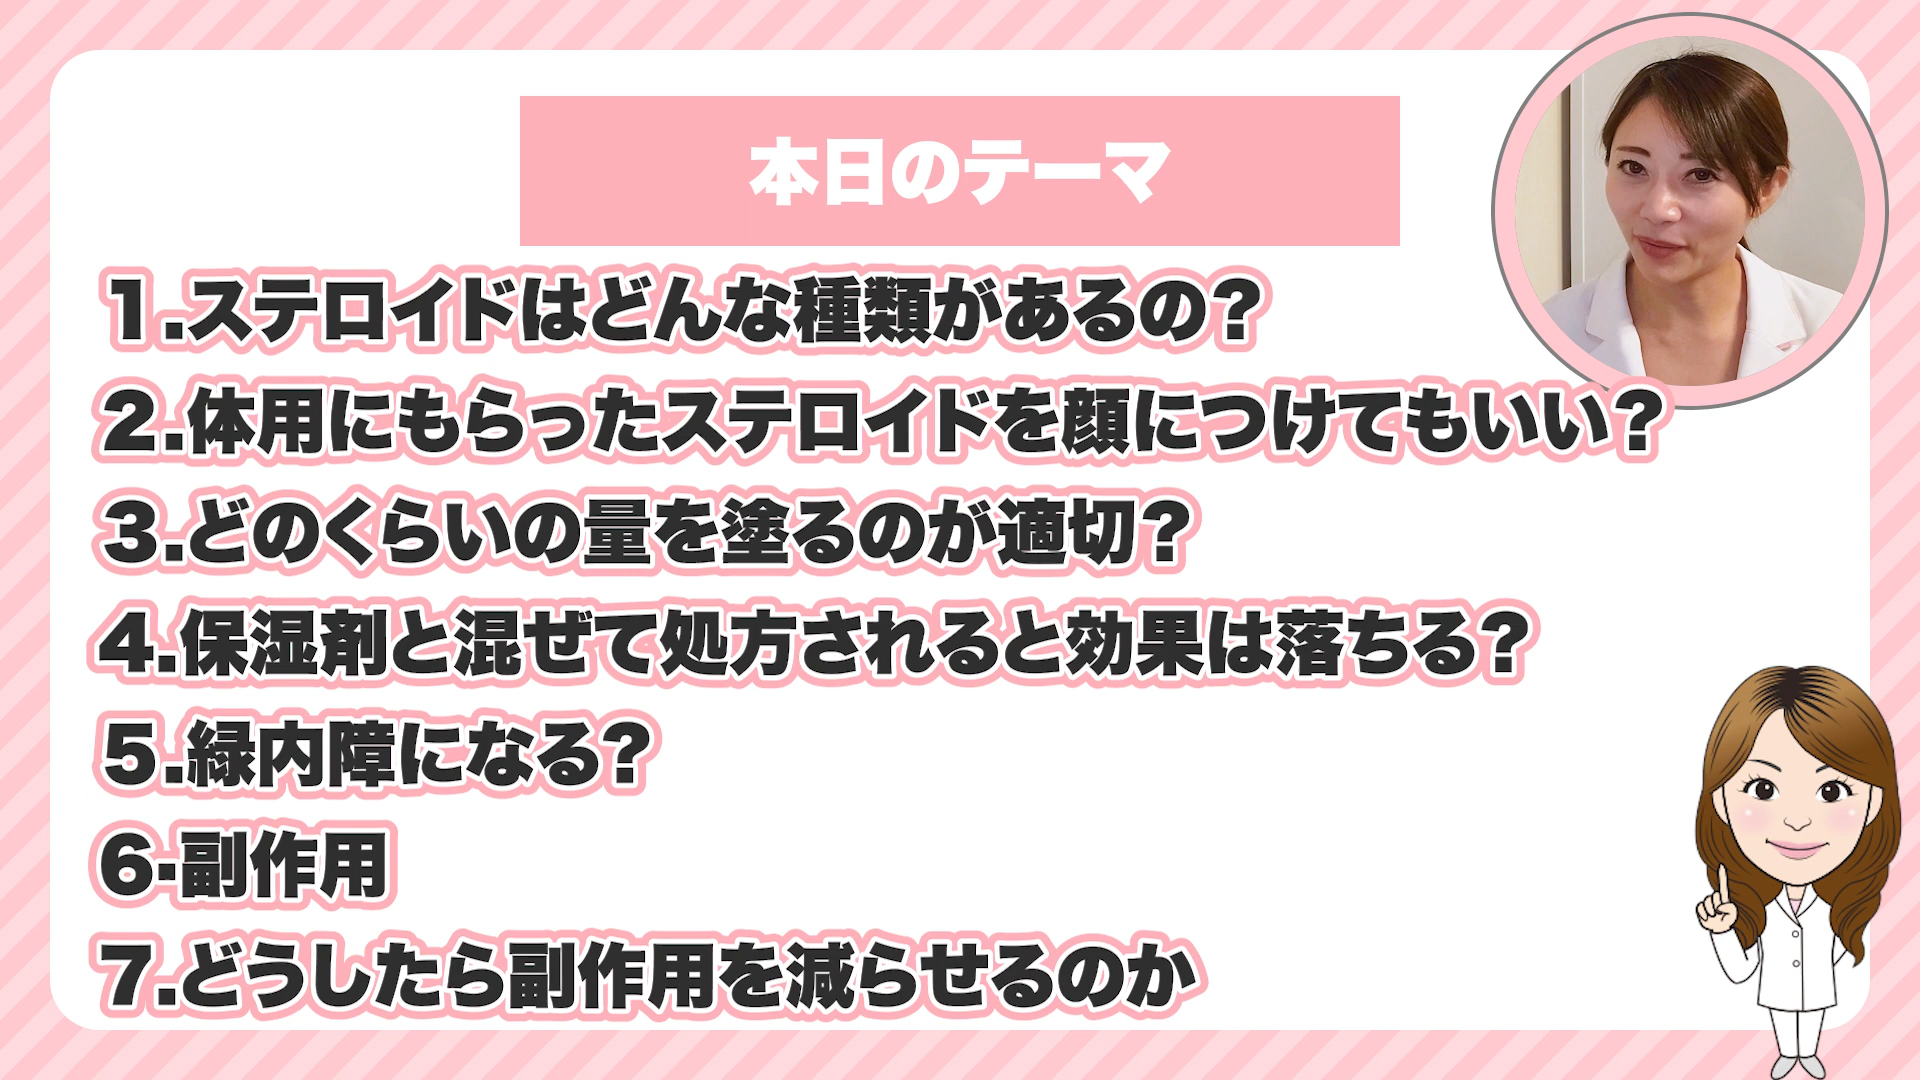 本日のテーマ
1.ステロイドはどんな種類があるの?
2.体用にもらったステロイドを顔につけてもいい?
3.どのくらいの量を塗るのが適切?
4.保湿剤と混ぜて処方されると効果は落ちる?
5.緑内障になる?
6.副作用
7.どうしたら副作用を減らせるのか